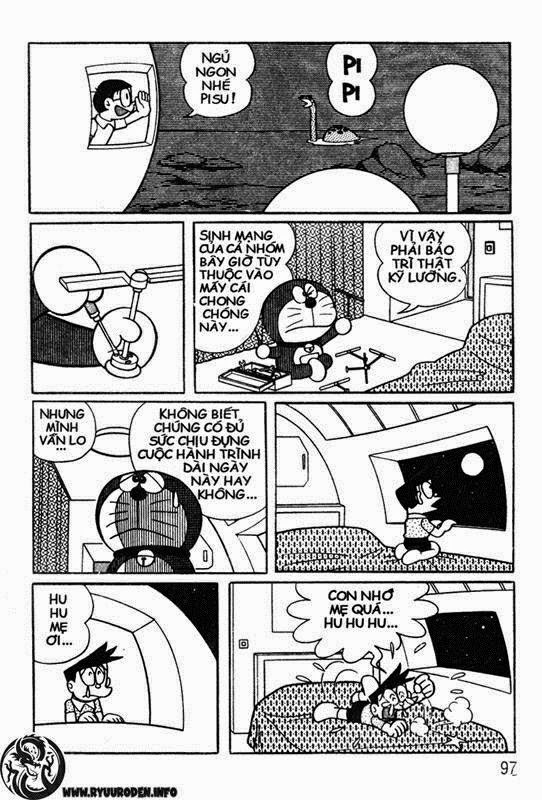 NGỦ
NGON
NHÉ
PISU!
PI
PI
SINH MẠNG
CỦA CẢ NHÓM
BÂY GIỜ TÙY
THUỘC VÀO
MẤY CÁI
CHONG
CHÓNG
NÀY...
VÌ VẬY
PHẢI BẢO
TRÌ THẬT
KỸ LƯỠNG.
NHƯNG
MÌNH
VẪN LO
...
KHÔNG BIẾT
CHÚNG CÓ ĐỦ
SỨC CHỊU ĐỰNG
CUỘC HÀNH TRÌNH
DÀI NGÀY
NÀY HAY
KHÔNG...
HU
HU
MẸ
ƠI...
CON NHỚ
MẸ QUÁ...
HU HU HU...
97
WWW.RYUURODEN.INFO